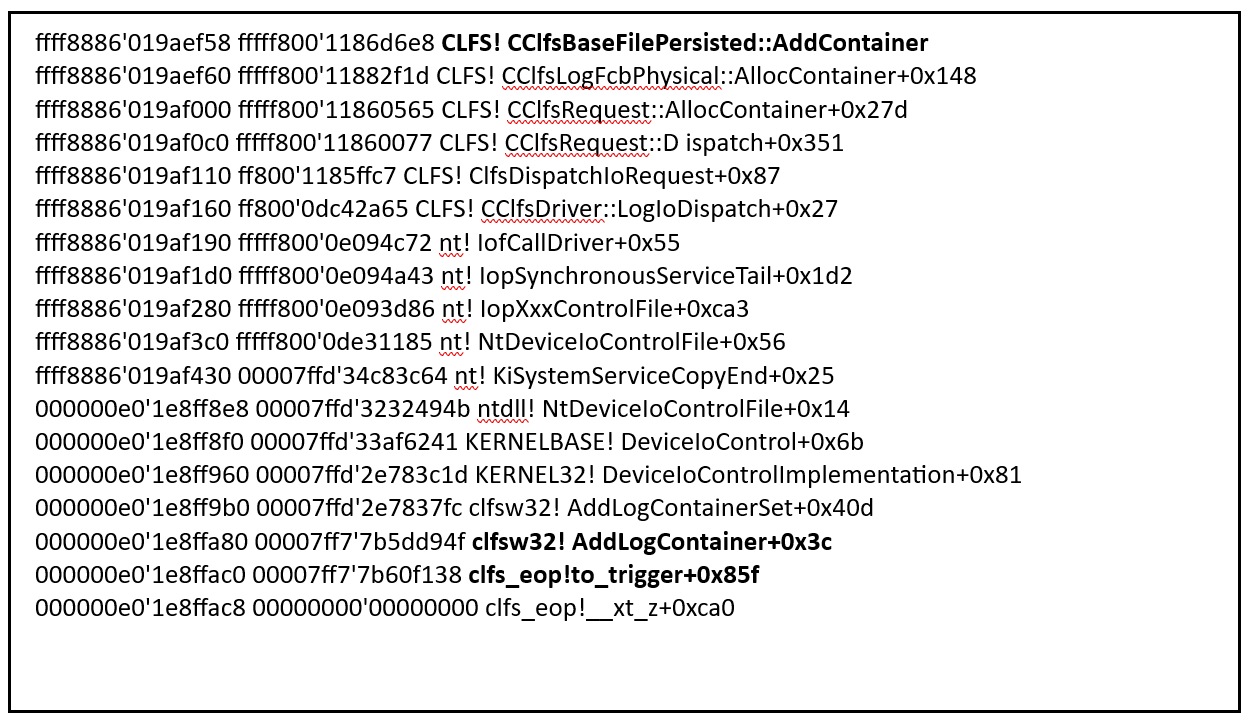 ffff8886'019aef58 fffff800'1186d6e8 CLFS! CClfsBaseFilePersisted::AddContainer
ffff8886'019aef60 fffff800'11882f1d CLFS! CClfsLogFcbPhysical::AllocContainer+0x148
ffff8886'019af000 fffff800'11860565 CLFS! CClfsRequest::AllocContainer+0x27d
ffff8886'019af0c0 fffff800'11860077 CLFS! CClfsRequest::D ispatch+0x351
ffff8886'019af110 ff800'1185ffc7 CLFS! ClfsDispatchIoRequest+0x87
ffff8886'019af160 ff800'0dc42a65 CLFS! CClfsDriver::LogIoDispatch+0x27
ffff8886'019af190 fffff800'0e094c72 nt! IofCallDriver+0x55
ffff8886'019af1d0 fffff800'0e094a43 nt! IopSynchronousServiceTail+0x1d2
ffff8886'019af280 fffff800'0e093d86 nt! IopXxxControlFile+0xca3
ffff8886'019af3c0 fffff800'0de31185 nt! NtDeviceIoControlFile+0x56
ffff8886'019af430 00007ffd'34c83c64 nt! KiSystemServiceCopyEnd+0x25
000000e0'1e8ff8e8 00007ffd'3232494b ntdll! NtDeviceIoControlFile+0x14
000000e0'1e8ff8f0 00007ffd'33af6241 KERNELBASE! DeviceIoControl+0x6b
000000e0'1e8ff960 00007ffd'2e783c1d KERNEL32! DeviceIoControlImplementation+0x81
000000e0'1e8ff9b0 00007ffd'2e7837fc clfsw32! AddLogContainerSet+0x40d
000000e0'1e8ffa80 00007ff7'7b5dd94f clfsw32! AddLogContainer+0x3c
000000e0'1e8ffac0 00007ff7'7b60f138 clfs_eop!to_trigger+0x85f
000000e0'1e8ffac8 00000000'00000000 clfs_eop!__xt_z+0xca0